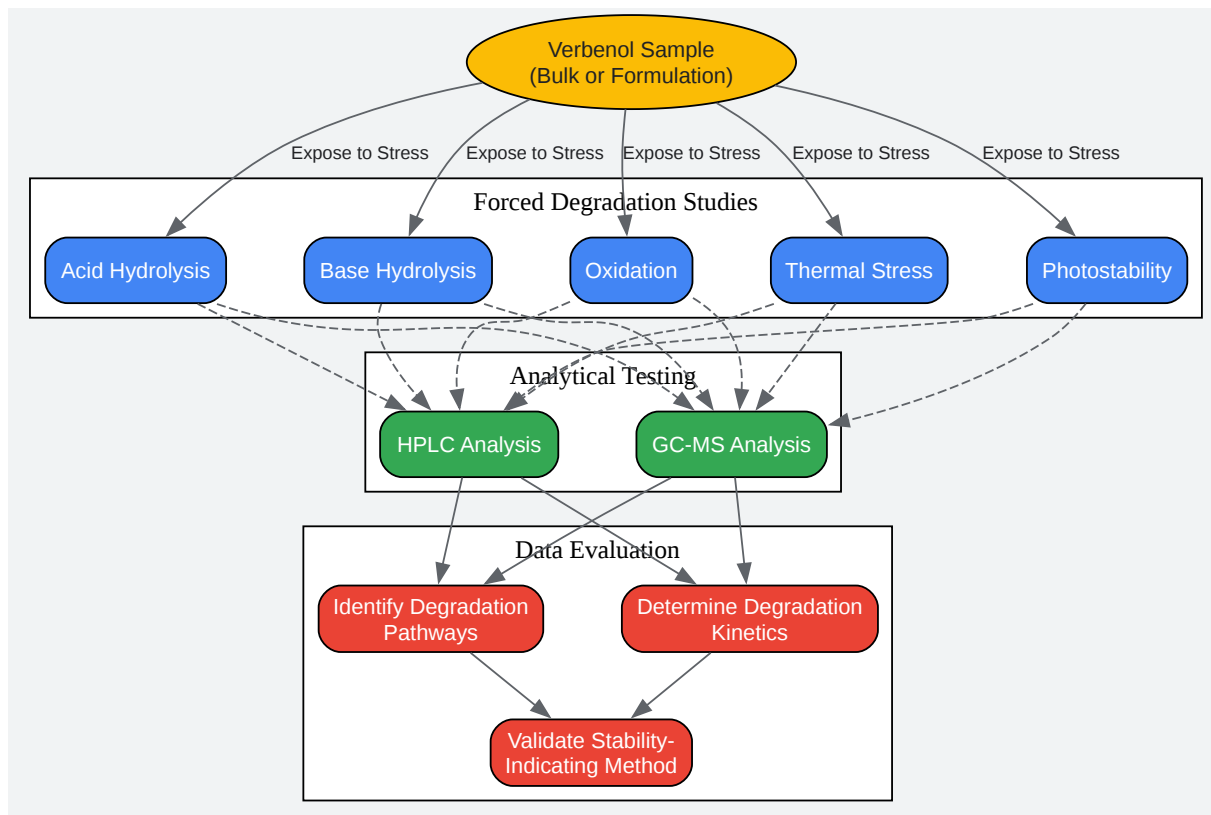 Verbenol Sample
(Bulk or Formulation)
Expose to Stress
Expose to Stress
Expose to Stress
Expose to Stress
Expose to Stress
Forced Degradation Studies
Acid Hydrolysis
Base Hydrolysis
Oxidation
Thermal Stress
Photostability
Analytical Testing
HPLC Analysis
GC-MS Analysis
Data Evaluation
Identify Degradation
Pathways
Determine Degradation
Kinetics
Validate Stability-
Indicating Method